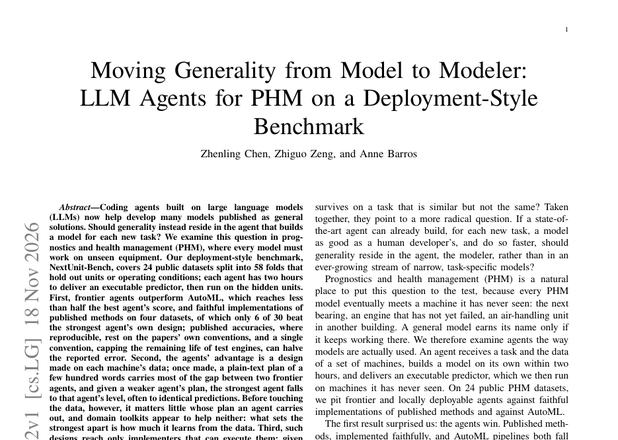 1
Moving Generality from Model to Modeler:
LLM Agents for PHM on a Deployment-Style
Benchmark
Zhenling Chen, Zhiguo Zeng, and Anne Barros
2v1 [cs.LG] 18 Nov 2026
Abstract—Coding agents built on large language models
(LLMs) now help develop many models published as general
solutions. Should generality instead reside in the agent that builds
a model for each new task? We examine this question in prog-
nostics and health management (PHM), where every model must
work on unseen equipment. Our deployment-style benchmark,
NextUnit-Bench, covers 24 public datasets split into 58 folds that
hold out units or operating conditions; each agent has two hours
to deliver an executable predictor, then run on the hidden units.
First, frontier agents outperform AutoML, which reaches less
than half the best agent's score, and faithful implementations of
published methods on four datasets, of which only 6 of 30 beat
the strongest agent's own design; published accuracies, where
reproducible, rest on the papers' own conventions, and a single
convention, capping the remaining life of test engines, can halve
the reported error. Second, the agents' advantage is a design
made on each machine's data; once made, a plain-text plan of a
few hundred words carries most of the gap between two frontier
agents, and given a weaker agent's plan, the strongest agent falls
to that agent's level, often to identical predictions. Before touching
the data, however, it matters little whose plan an agent carries
out, and domain toolkits appear to help neither: what sets the
strongest apart is how much it learns from the data. Third, such
designs reach only implementers that can execute them: given
survives on a task that is similar but not the same? Taken
together, they point to a more radical question. If a state-of-
the-art agent can already build, for each new task, a model
as good as a human developer's, and do so faster, should
generality reside in the agent, the modeler, rather than in an
ever-growing stream of narrow, task-specific models?
Prognostics and health management (PHM) is a natural
place to put this question to the test, because every PHM
model eventually meets a machine it has never seen: the next
bearing, an engine that has not yet failed, an air-handling unit
in another building. A general model earns its name only if
it keeps working there. We therefore examine agents the way
models are actually used. An agent receives a task and the data
of a set of machines, builds a model on its own within two
hours, and delivers an executable predictor, which we then run
on machines it has never seen. On 24 public PHM datasets,
we pit frontier and locally deployable agents against faithful
implementations of published methods and against AutoML.
The first result surprised us: the agents win. Published meth-
ods, implemented faithfully, and AutoML pipelines both fall